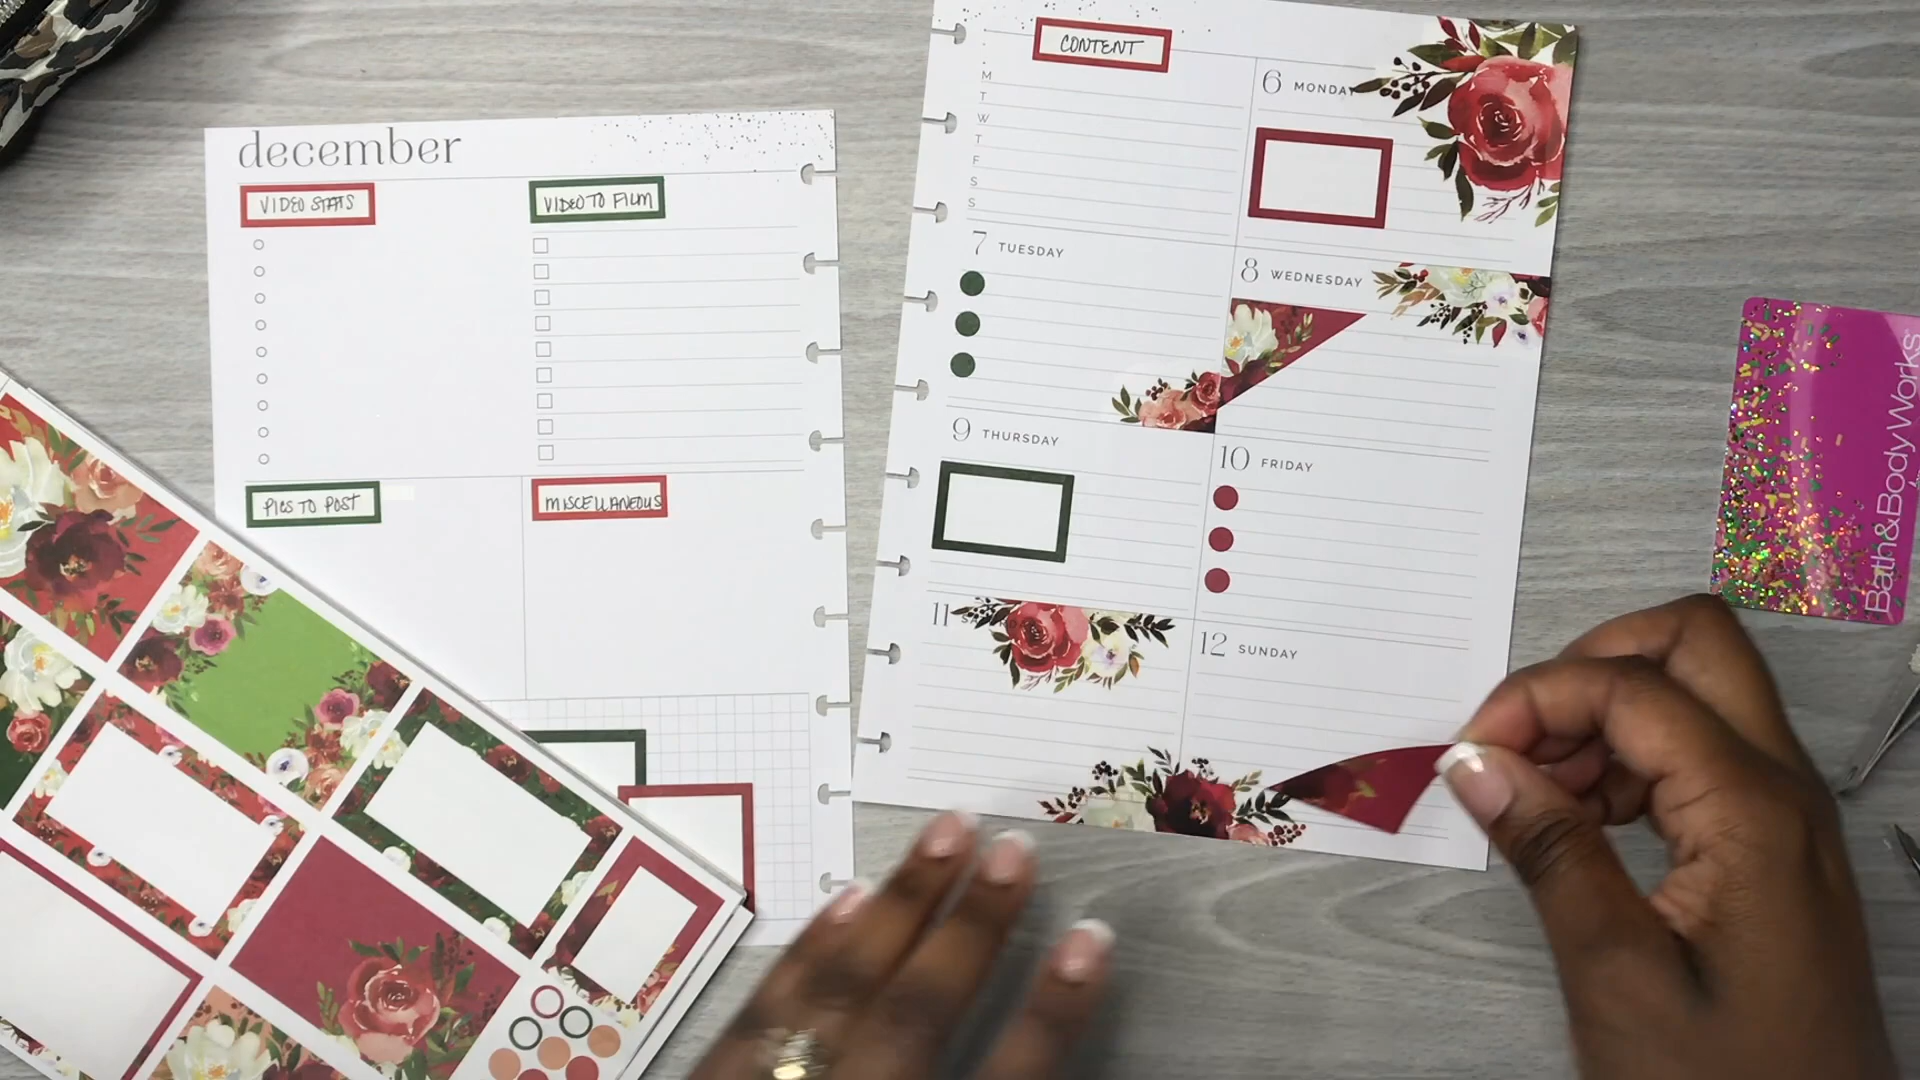 december
VIDEO STATS
VIDEO TO FILM
PICS TO POST
MISCELLANEOUS
CONTENT
M
T
W
T
F
S
S
6 MONDAY
7 TUESDAY
8 WEDNESDAY
9 THURSDAY
10 FRIDAY
11
12 SUNDAY
Bath&BodyWorks